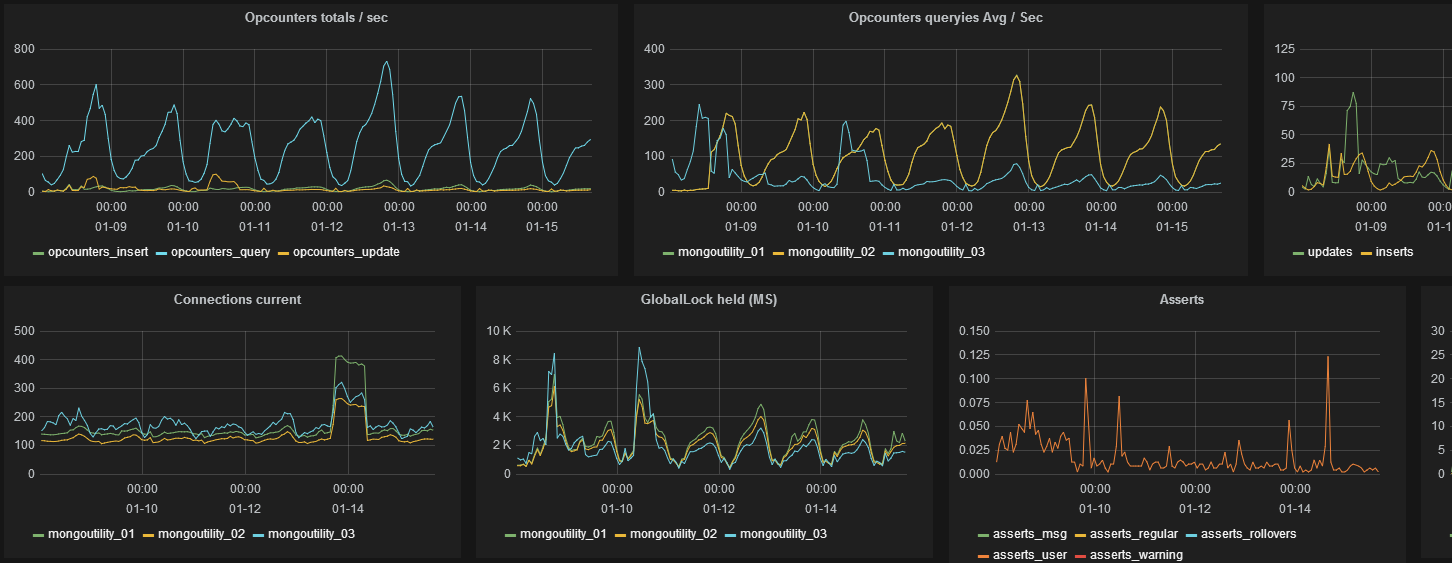 Opcounters totals / sec
800
600
400
200
0
00:00 00:00 00:00 00:00 00:00 00:00 00:00
01-09 01-10 01-11 01-12 01-13 01-14 01-15
opcounters_insert opcounters_query opcounters_update
Opcounters queryies Avg / Sec
400
300
200
100
0
00:00 00:00 00:00 00:00 00:00 00:00 00:00
01-09 01-10 01-11 01-12 01-13 01-14 01-15
mongoutility_01 mongoutility_02 mongoutility_03
125
100
75
50
25
0
00:00 00:0
01-09 01-1
updates inserts
Connections current
500
400
300
200
100
0
00:00 00:00 00:00
01-10 01-12 01-14
mongoutility_01 mongoutility_02 mongoutility_03
GlobalLock held (MS)
10 K
8 K
6 K
4 K
2 K
0
00:00 00:00 00:00
01-10 01-12 01-14
mongoutility_01 mongoutility_02 mongoutility_03
Asserts
0.150
0.125
0.100
0.075
0.050
0.025
0.000
00:00 00:00 00:00
01-10 01-12 01-14
asserts_msg asserts_regular asserts_rollovers
asserts_user asserts_warning
30
25
20
15
10
5
0